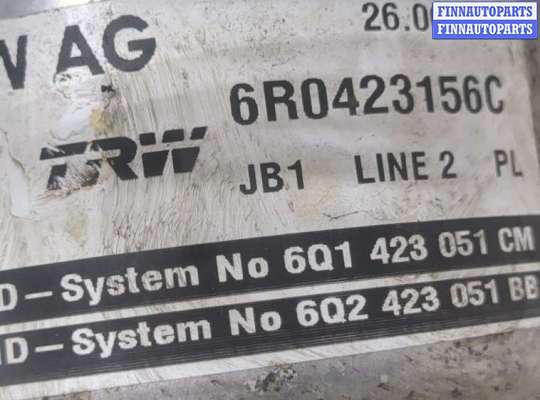 FINNAUTOPARTS
FINNAUTOPARTS
W AG
26.0
6R0423156C
TRW
JB1 LINE 2 PL
D-System No 6Q1 423 051 CM
D-System No 6Q2 423 051 BB